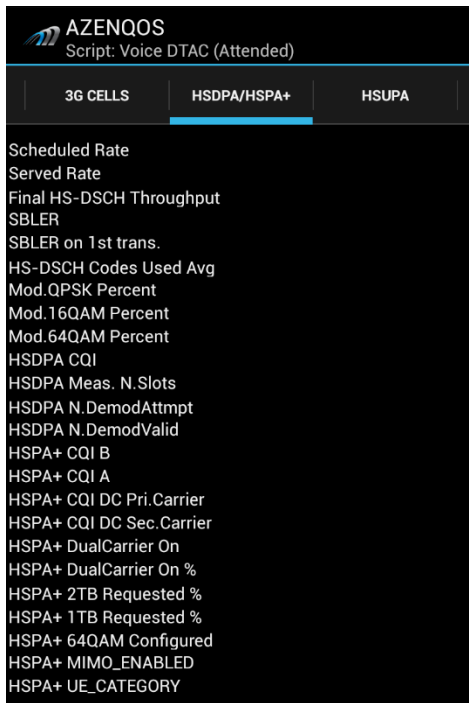 AZENQOS
Script: Voice DTAC (Attended)
3G CELLS HSDPA/HSPA+ HSUPA
Scheduled Rate
Served Rate
Final HS-DSCH Throughput
SBLER
SBLER on 1st trans.
HS-DSCH Codes Used Avg
Mod.QPSK Percent
Mod.16QAM Percent
Mod.64QAM Percent
HSDPA CQI
HSDPA Meas. N.Slots
HSDPA N.DemodAttmpt
HSDPA N.DemodValid
HSPA+ CQI B
HSPA+ CQI A
HSPA+ CQI DC Pri.Carrier
HSPA+ CQI DC Sec.Carrier
HSPA+ DualCarrier On
HSPA+ DualCarrier On %
HSPA+ 2TB Requested %
HSPA+ 1TB Requested %
HSPA+ 64QAM Configured
HSPA+ MIMO_ENABLED
HSPA+ UE_CATEGORY